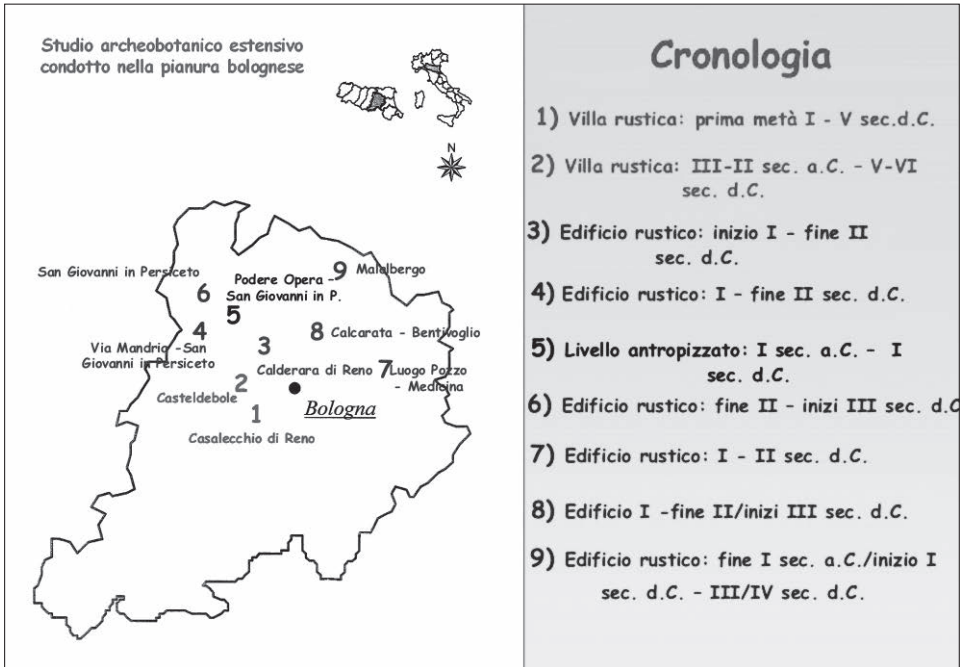 Studio archeobotanico estensivo
condotto nella pianura bolognese
N
San Giovanni in Persiceto
6
Podere Opera -
San Giovanni in P.
5
9 Malalbergo
4
Via Mandria -San
Giovanni in Persiceto
3
Calderara di Reno
8 Calcarata - Bentivoglio
7 Luogo Pozzo
- Medicina
2
Casteldebole
Bologna
1
Casalecchio di Reno
Cronologia
1) Villa rustica: prima metà I - V sec.d.C.
2) Villa rustica: III-II sec. a.C. - V-VI
sec. d.C.
3) Edificio rustico: inizio I - fine II
sec. d.C.
4) Edificio rustico: I - fine II sec. d.C.
5) Livello antropizzato: I sec. a.C. - I
sec. d.C.
6) Edificio rustico: fine II - inizi III sec. d.C
7) Edificio rustico: I - II sec. d.C.
8) Edificio I -fine II/inizi III sec. d.C.
9) Edificio rustico: fine I sec. a.C./inizio I
sec. d.C. - III/IV sec. d.C.